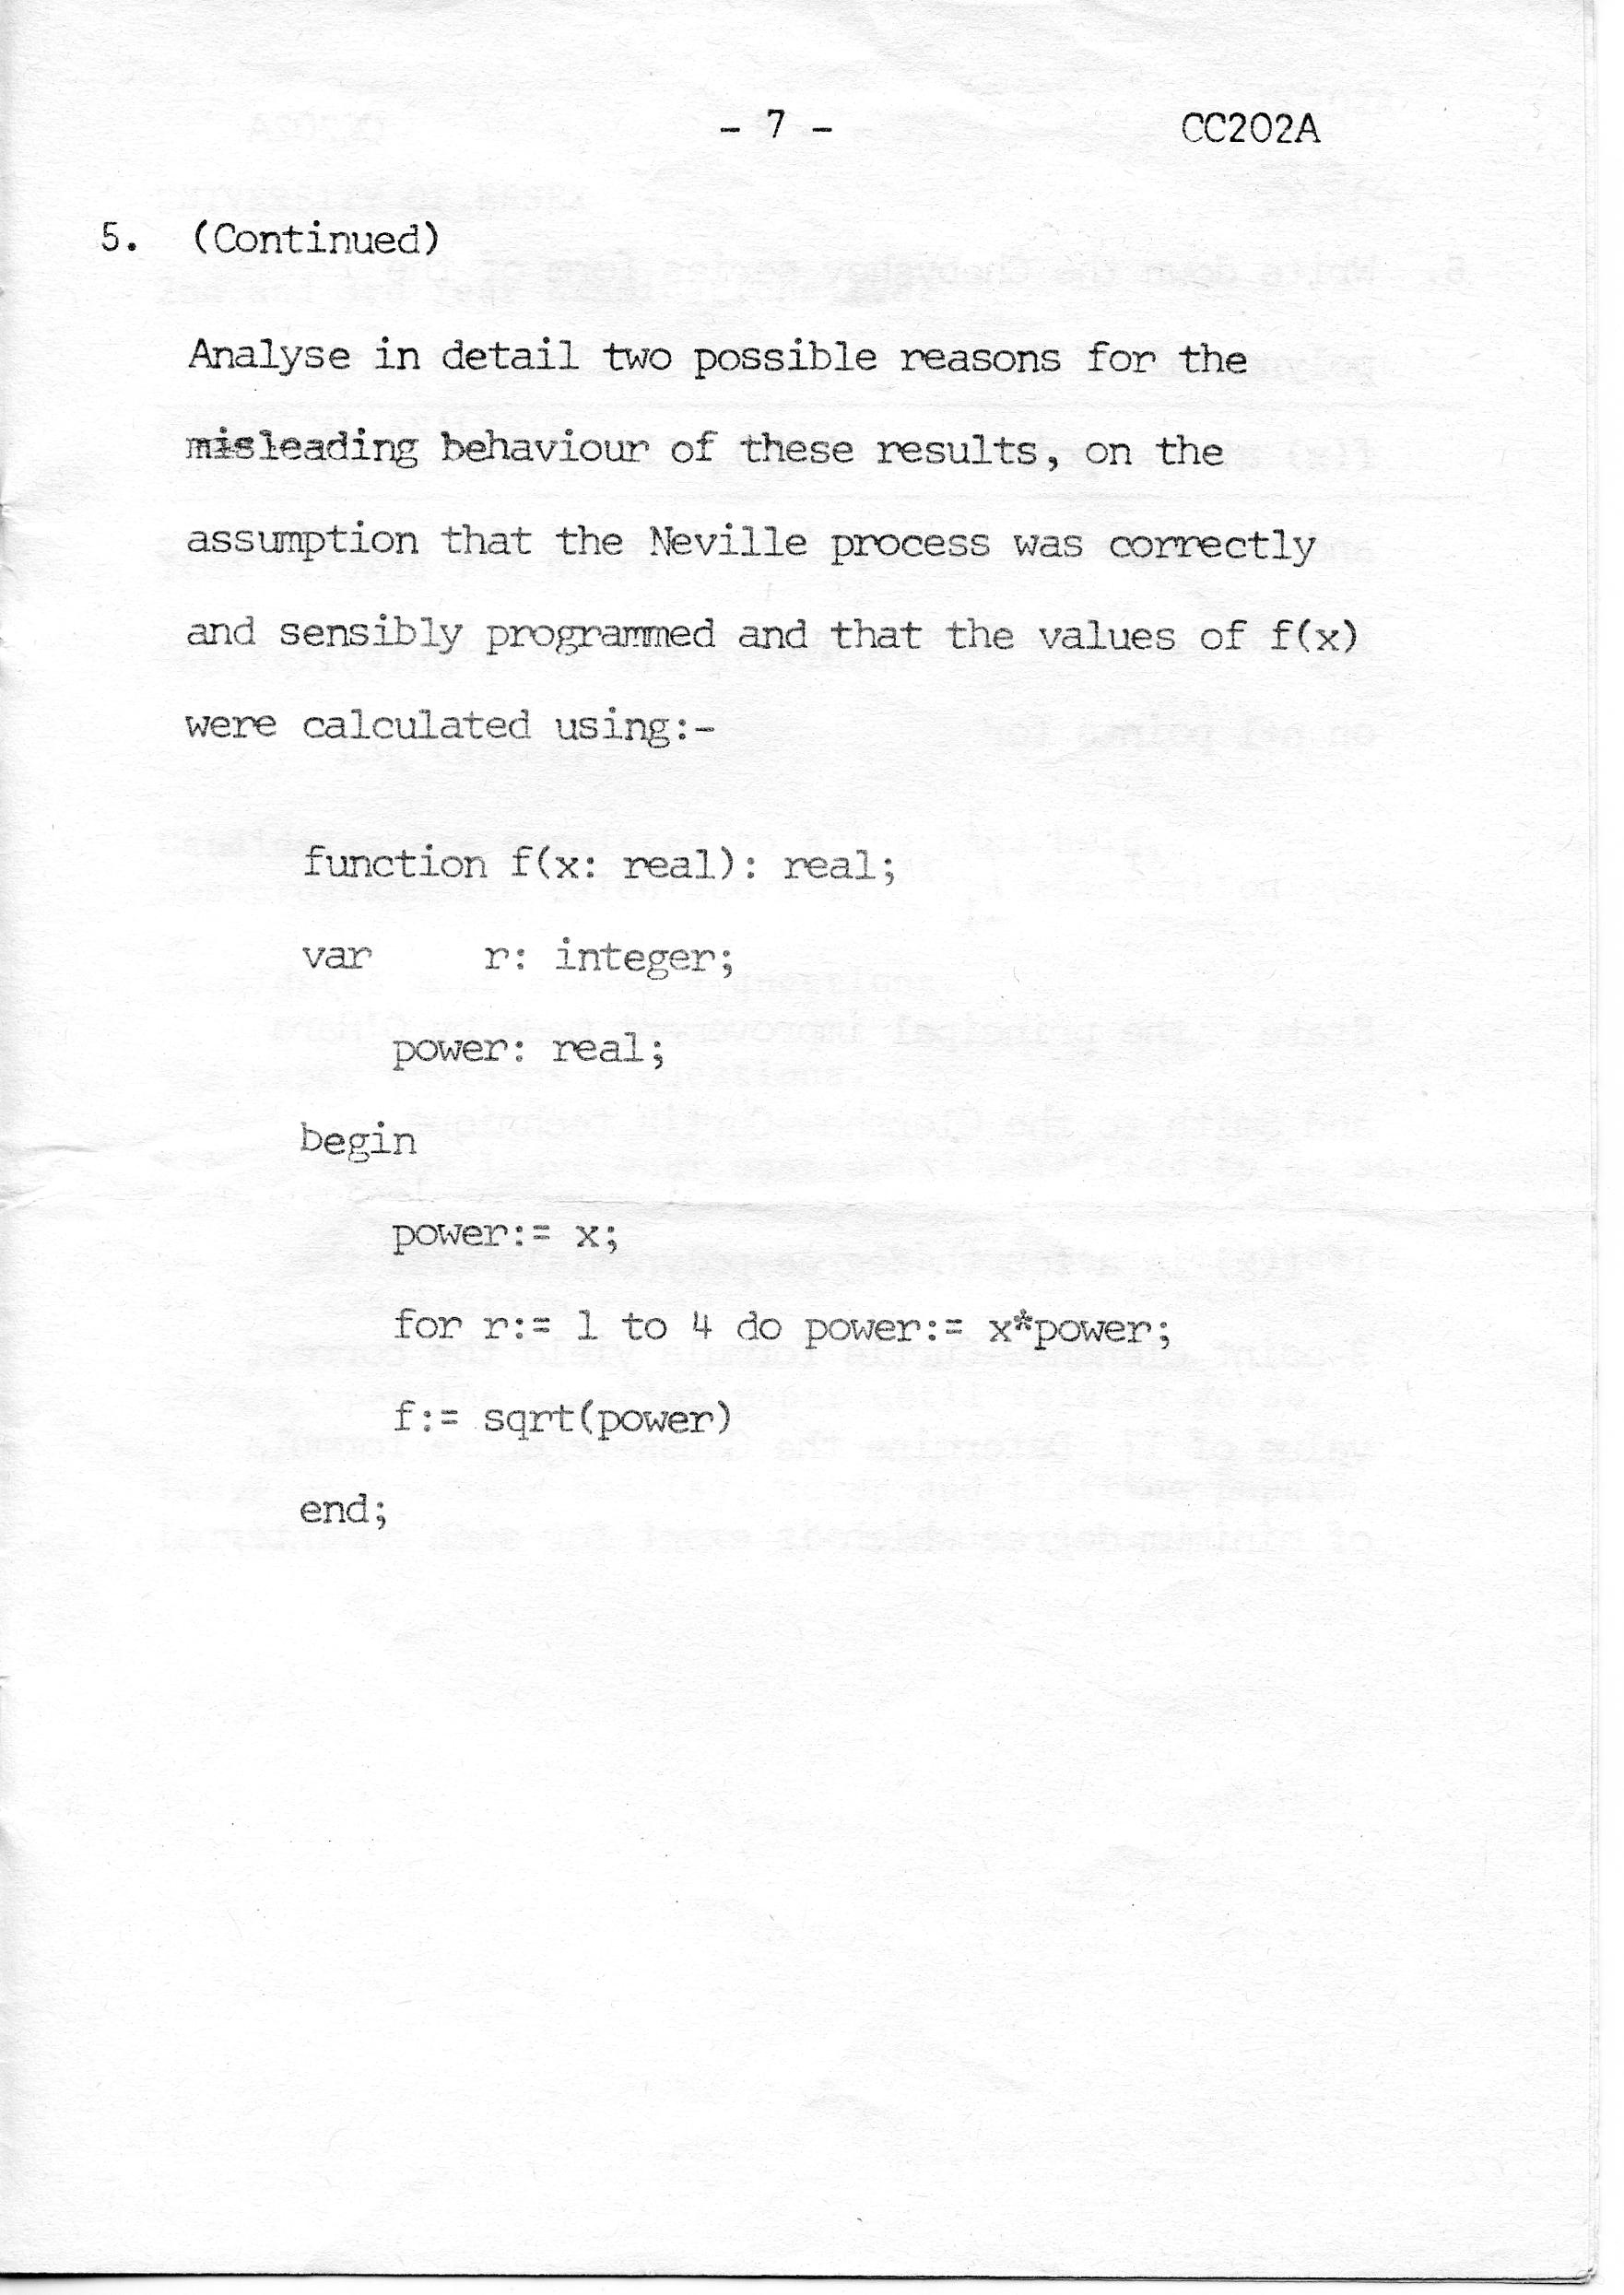 - 7 - CC202A
5. (Continued)
Analyse in detail two possible reasons for the
misleading behaviour of these results, on the
assumption that the Neville process was correctly
and sensibly programmed and that the values of f(x)
were calculated using:-
function f(x: real): real;
var r: integer;
power: real;
begin
power:= x;
for r:= 1 to 4 do power:= x*power;
f:= sqrt(power)
end;